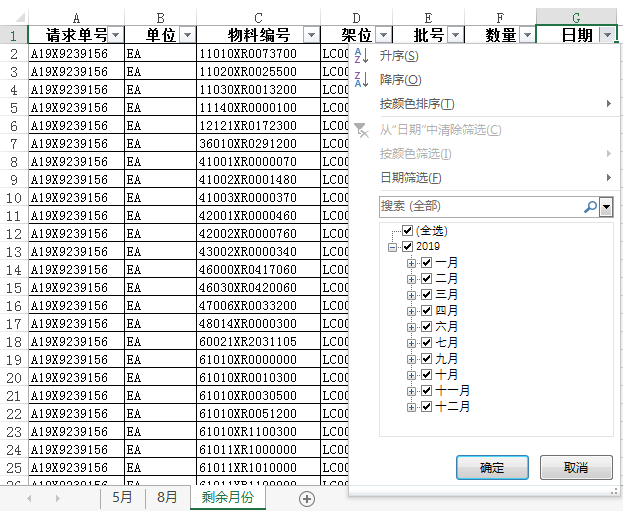 A B C D E F G
1 请求单号 单位 物料编号 架位 批号 数量 日期
2 A19X9239156 EA 11010XR0073700 LC00
3 A19X9239156 EA 11020XR0025500 LC00
4 A19X9239156 EA 11030XR0013200 LC00
5 A19X9239156 EA 11140XR0000100 LC00
6 A19X9239156 EA 12121XR0172300 LC00
7 A19X9239156 EA 36010XR0291200 LC00
8 A19X9239156 EA 41001XR0000070 LC00
9 A19X9239156 EA 41002XR0001480 LC00
10 A19X9239156 EA 41003XR0000370 LC00
11 A19X9239156 EA 42001XR0000460 LC00
12 A19X9239156 EA 42002XR0000760 LC00
13 A19X9239156 EA 43002XR0000340 LC00
14 A19X9239156 EA 46000XR0417060 LC00
15 A19X9239156 EA 46030XR0420060 LC00
16 A19X9239156 EA 47006XR0033200 LC00
17 A19X9239156 EA 48014XR0000300 LC00
18 A19X9239156 EA 60021XR2031105 LC00
19 A19X9239156 EA 61010XR0000000 LC00
20 A19X9239156 EA 61010XR0010300 LC00
21 A19X9239156 EA 61010XR0030500 LC00
22 A19X9239156 EA 61010XR0051200 LC00
23 A19X9239156 EA 61010XR1100300 LC00
24 A19X9239156 EA 61011XR1000000 LC00
25 A19X9239156 EA 61011XR1010000 LC00
升序(S)
降序(O)
按颜色排序(T)
从"日期"中清除筛选(C)
按颜色筛选(I)
日期筛选(F)
搜索 (全部)
(全选)
2019
一月
二月
三月
四月
六月
七月
九月
十月
十一月
十二月
确定 取消
5月 8月 剩余月份